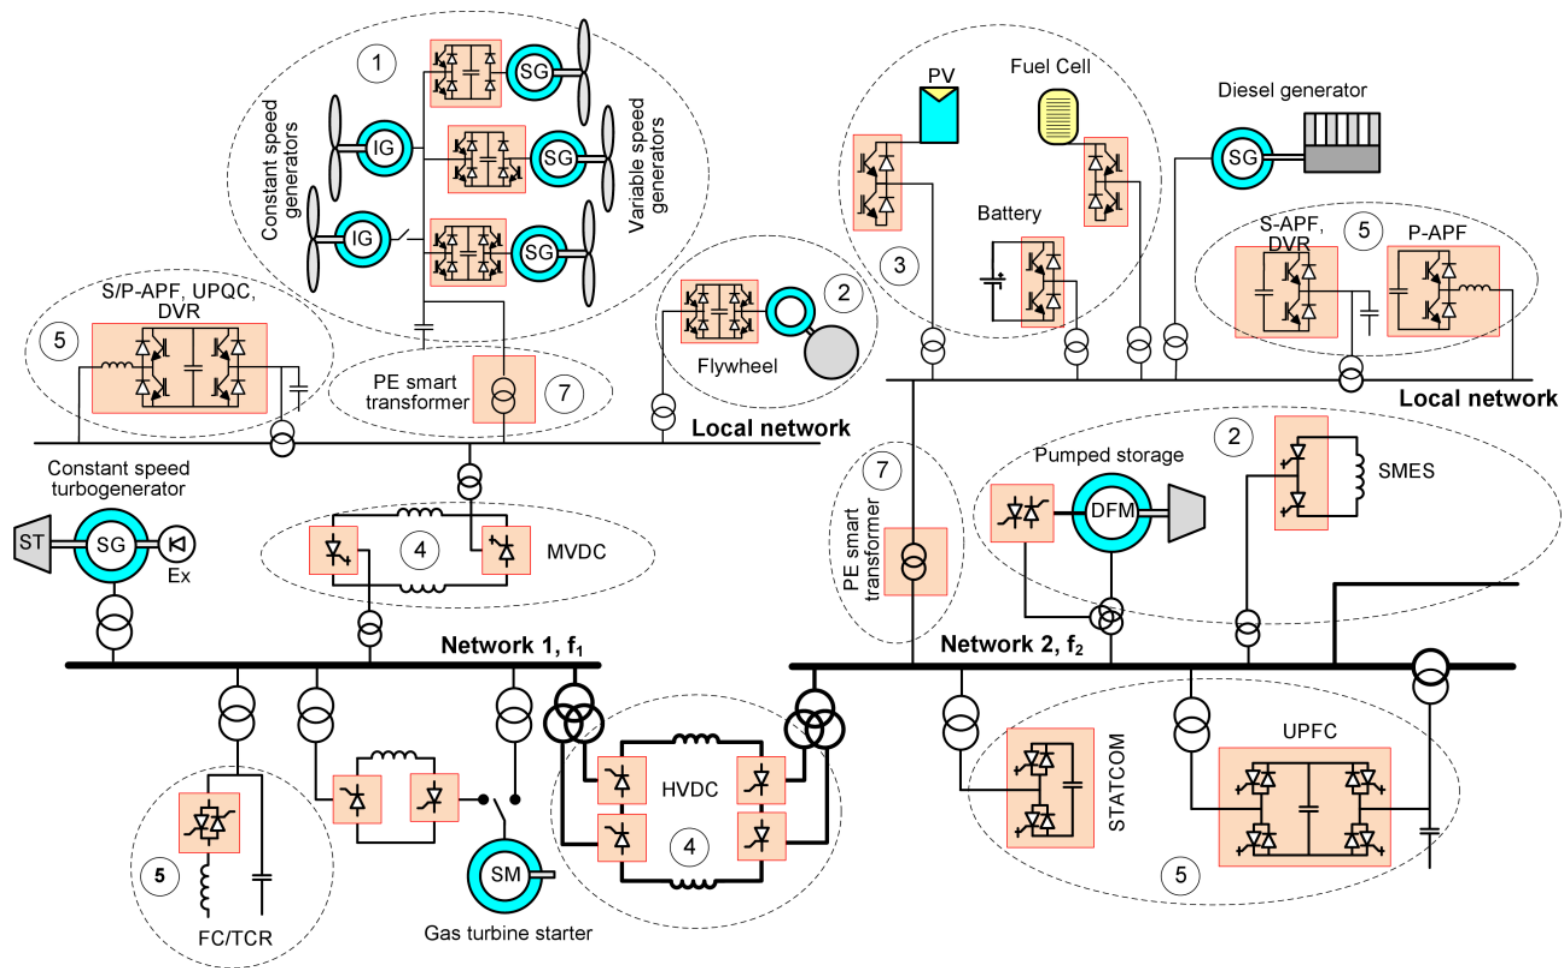 1
SG
Constant speed
generators
IG
SG
Variable speed
generators
IG
SG
PV
Fuel Cell
Diesel generator
SG
Battery
3
S-APF,
DVR
5
P-APF
S/P-APF, UPQC,
DVR
5
2
Flywheel
PE smart
transformer
7
Local network
Local network
Constant speed
turbogenerator
ST
SG
Ex
4
MVDC
7
PE smart
transformer
Pumped storage
DFM
2
SMES
Network 1, f₁
Network 2, f₂
5
FC/TCR
SM
Gas turbine starter
HVDC
4
STATCOM
UPFC
5